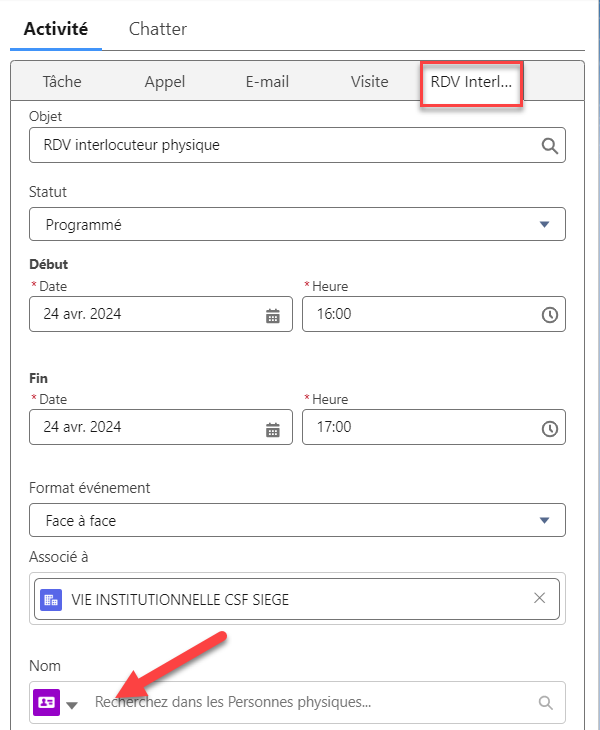 Activité Chatter
Tâche Appel E-mail Visite RDV Interl...
Objet
RDV interlocuteur physique
Statut
Programmé
Début
* Date * Heure
24 avr. 2024 16:00
Fin
* Date * Heure
24 avr. 2024 17:00
Format événement
Face à face
Associé à
VIE INSTITUTIONNELLE CSF SIEGE
Nom
Recherchez dans les Personnes physiques...